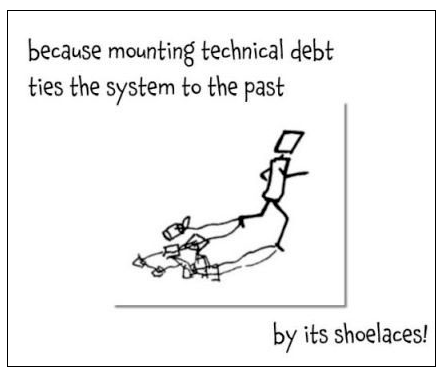 because mounting technical debt
ties the system to the past
by its shoelaces!